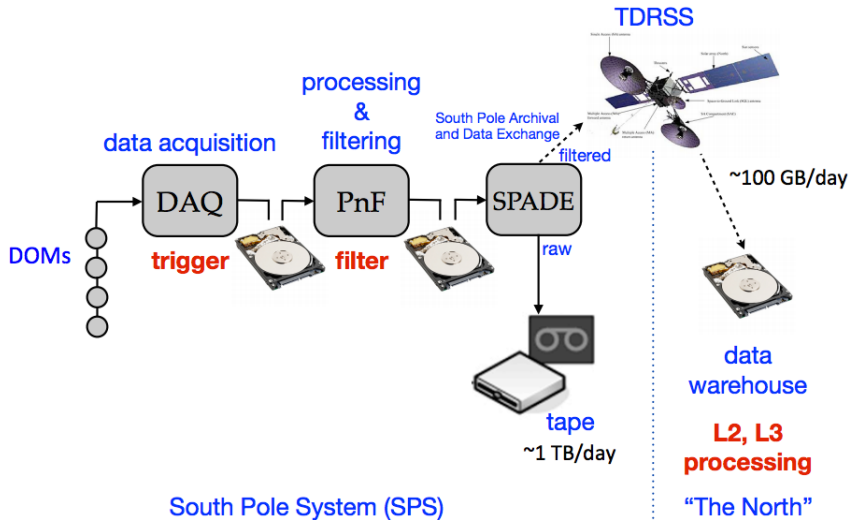 TDRSS
processing
&
filtering
South Pole Archival
and Data Exchange
data acquisition
filtered
~100 GB/day
DAQ
PnF
SPADE
DOMs
trigger
filter
raw
data
warehouse
tape
~1 TB/day
L2, L3
processing
South Pole System (SPS)
“The North”